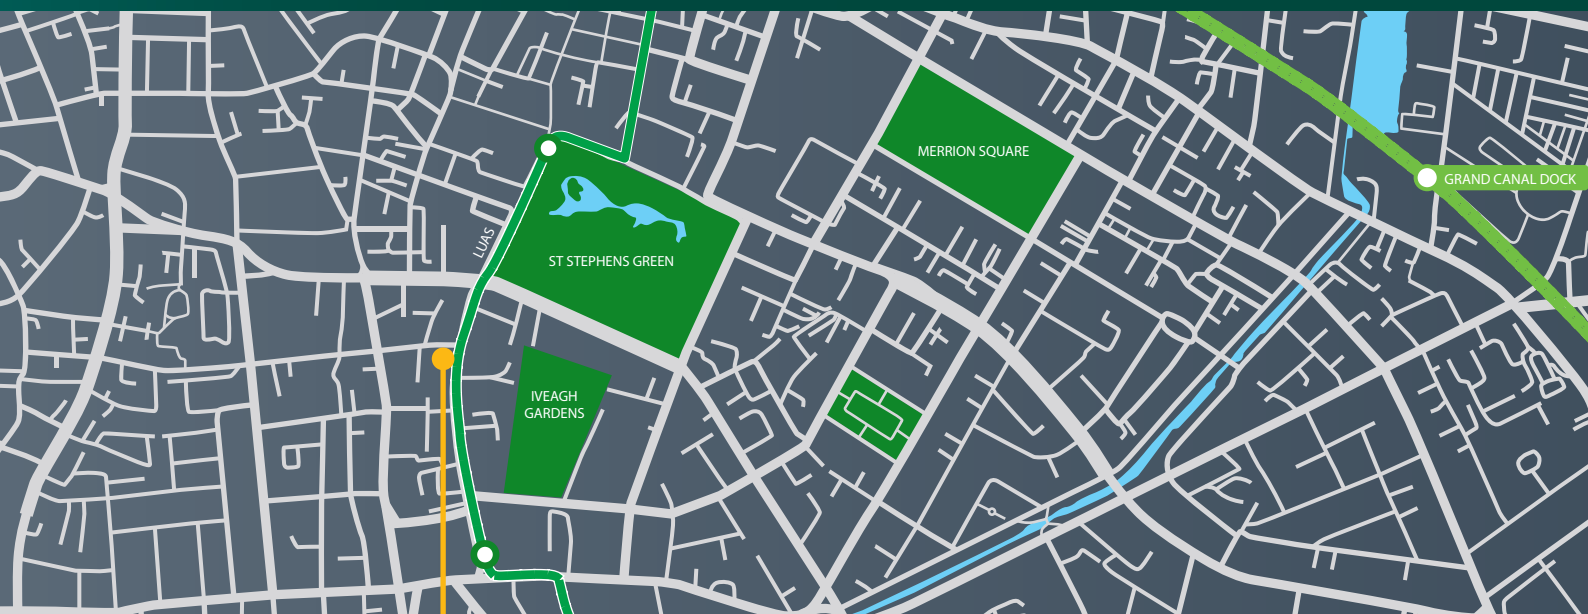 MERRION SQUARE
GRAND CANAL DOCK
LUAS
ST STEPHENS GREEN
IVEAGH
GARDENS